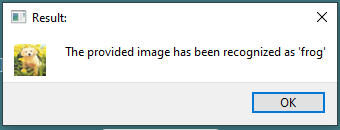 Result:
The provided image has been recognized as 'frog'
OK